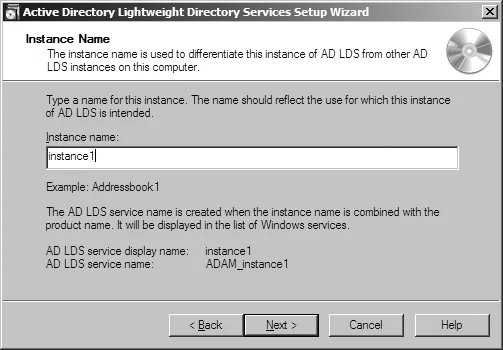 Active Directory Lightweight Directory Services Setup Wizard
Instance Name
The instance name is used to differentiate this instance of AD LDS from other AD
LDS instances on this computer.
Type a name for this instance. The name should reflect the use for which this instance
of AD LDS is intended.
Instance name:
instance1
Example: Addressbook1
The AD LDS service name is created when the instance name is combined with the
product name. It will be displayed in the list of Windows services.
AD LDS service display name: instance1
AD LDS service name: ADAM_instance1
< Back Next > Cancel Help